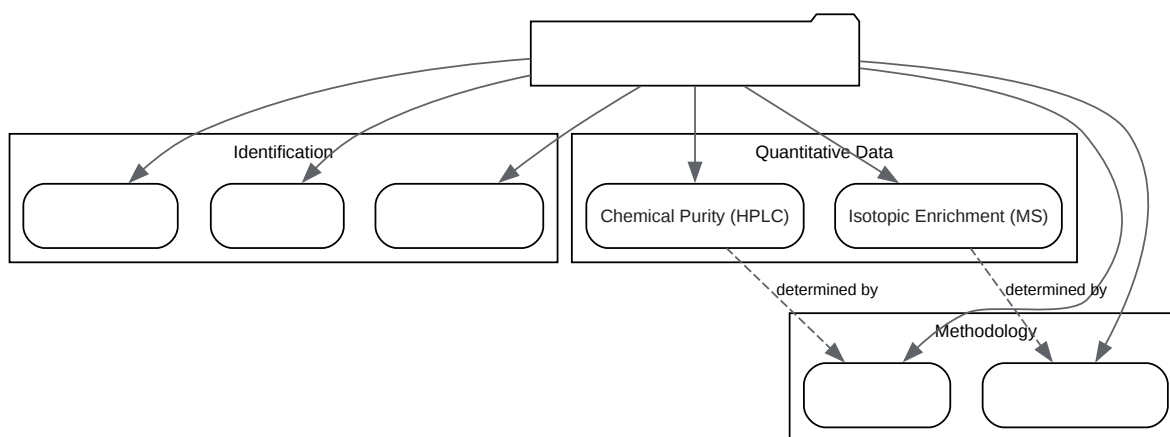 Identification
Quantitative Data
Chemical Purity (HPLC)
Isotopic Enrichment (MS)
determined by
determined by
Methodology